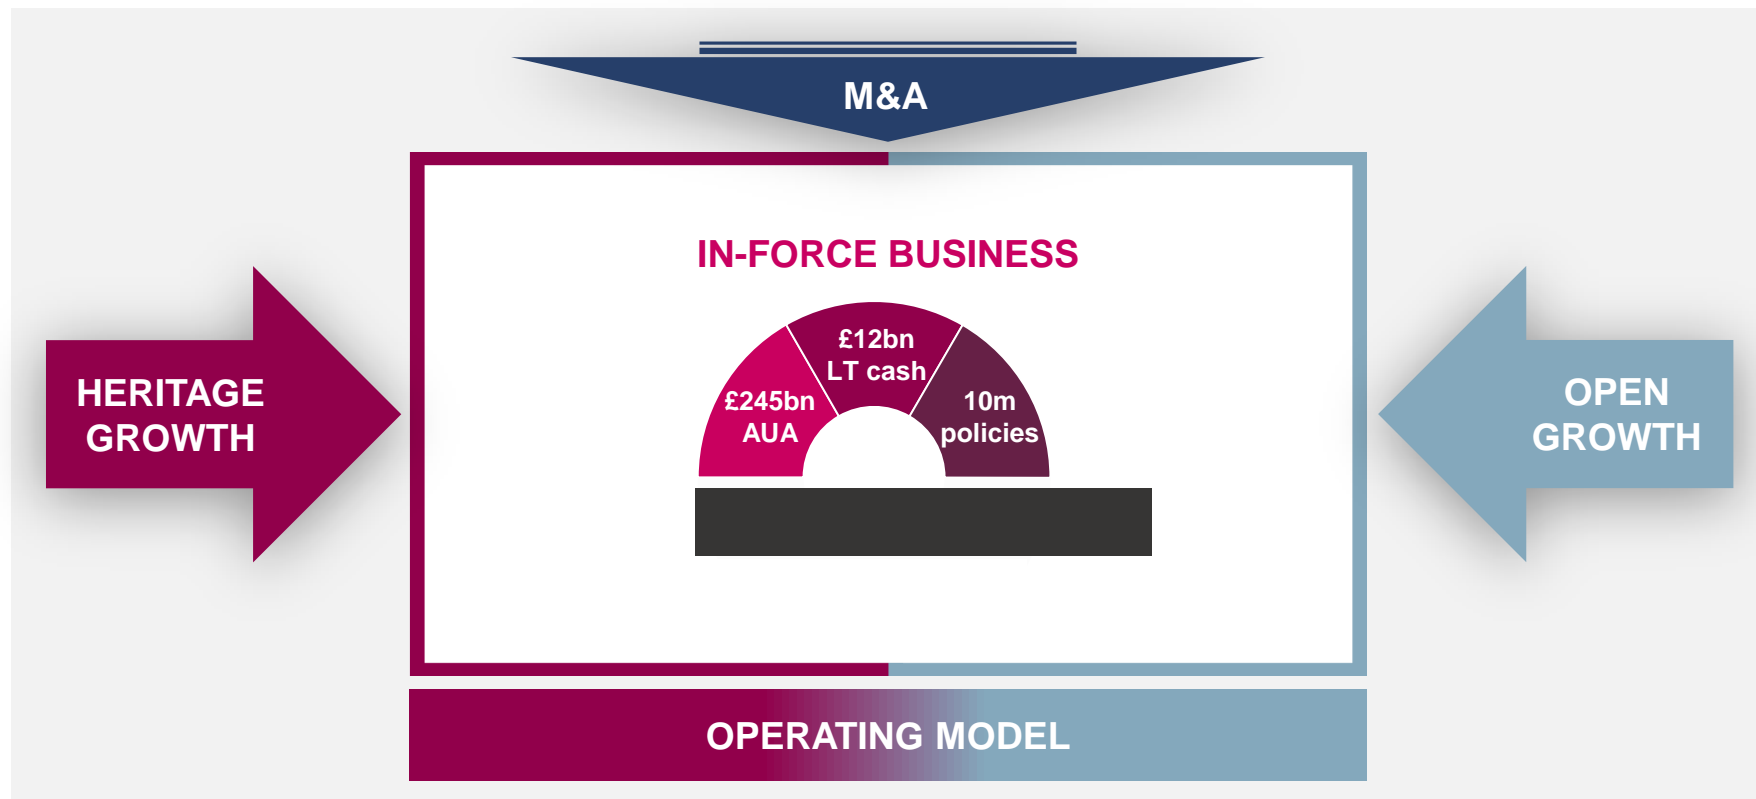 M&A
IN-FORCE BUSINESS
£12bn
LT cash
£245bn
AUA
10m
policies
HERITAGE
GROWTH
OPEN
GROWTH
OPERATING MODEL